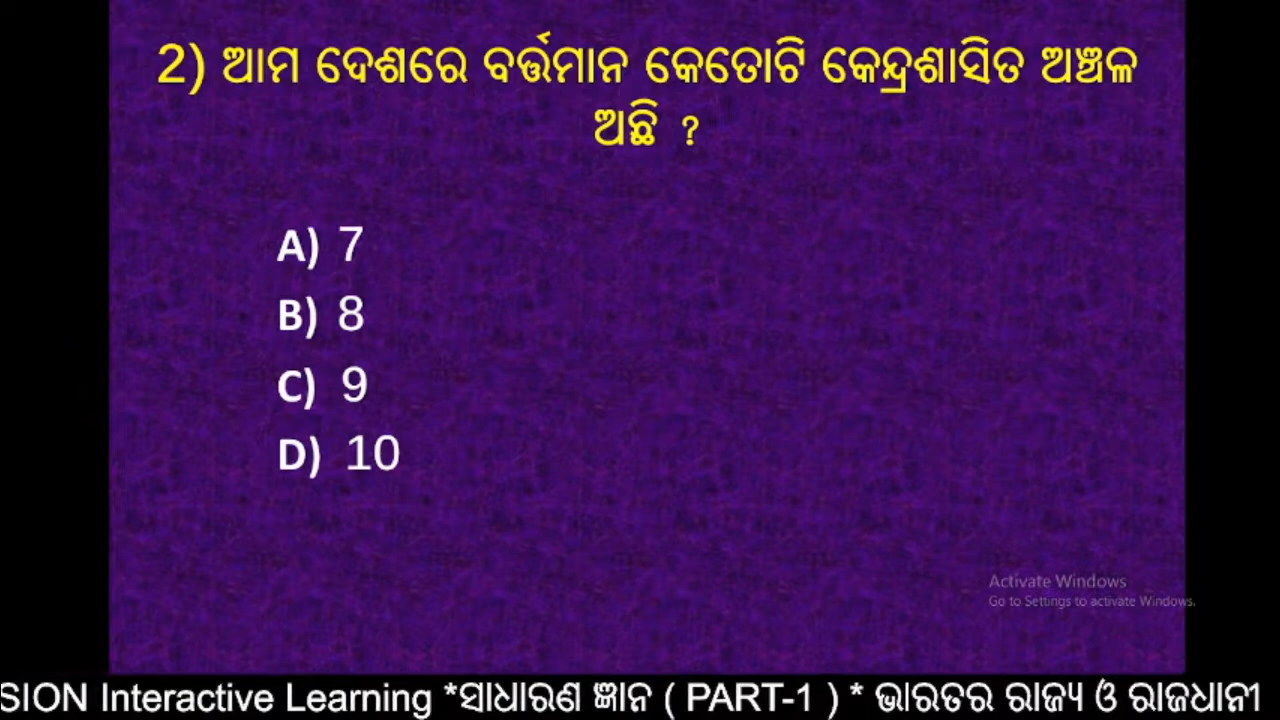 2) ଆମ ଦେଶରେ ବର୍ତ୍ତମାନ କେତୋଟି କେନ୍ଦ୍ରଶାସିତ ଅଞ୍ଚଳ
ଅଛି ?
A) 7
B) 8
C) 9
D) 10
Activate Windows
Go to Settings to activate Windows.
SION Interactive Learning *ସାଧାରଣ ଜ୍ଞାନ ( PART-1 ) * ଭାରତର ରାଜ୍ୟ ଓ ରାଜଧାନୀ